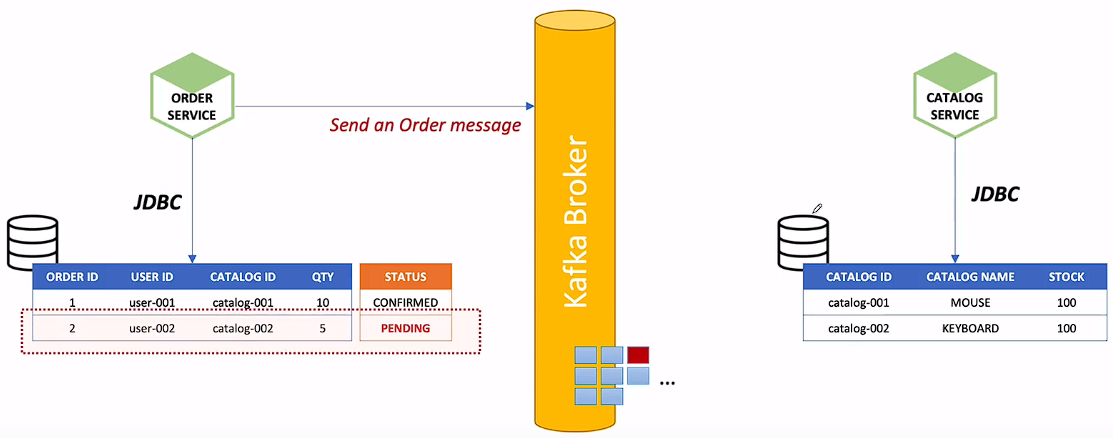 ORDER
SERVICE
Send an Order message
JDBC
ORDER ID USER ID CATALOG ID QTY STATUS
1 user-001 catalog-001 10 CONFIRMED
2 user-002 catalog-002 5 PENDING
Kafka Broker
...
CATALOG
SERVICE
JDBC
CATALOG ID CATALOG NAME STOCK
catalog-001 MOUSE 100
catalog-002 KEYBOARD 100